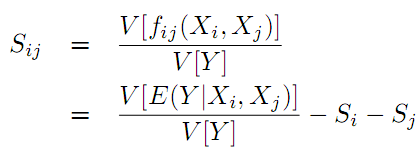 S_{ij} = \frac{V[f_{ij}(X_i, X_j)]}{V[Y]}
= \frac{V[E(Y|X_i, X_j)]}{V[Y]} - S_i - S_j